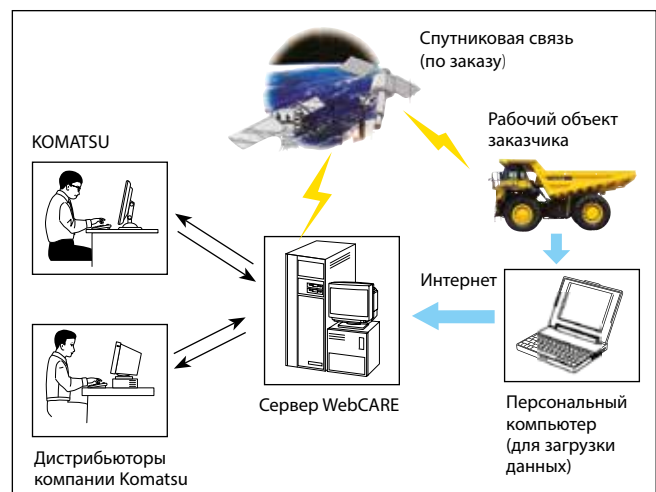 Спутниковая связь
(по заказу)
Рабочий объект
заказчика
KOMATSU
Интернет
Сервер WebCARE
Персональный
компьютер
(для загрузки
данных)
Дистрибьюторы
компании Komatsu